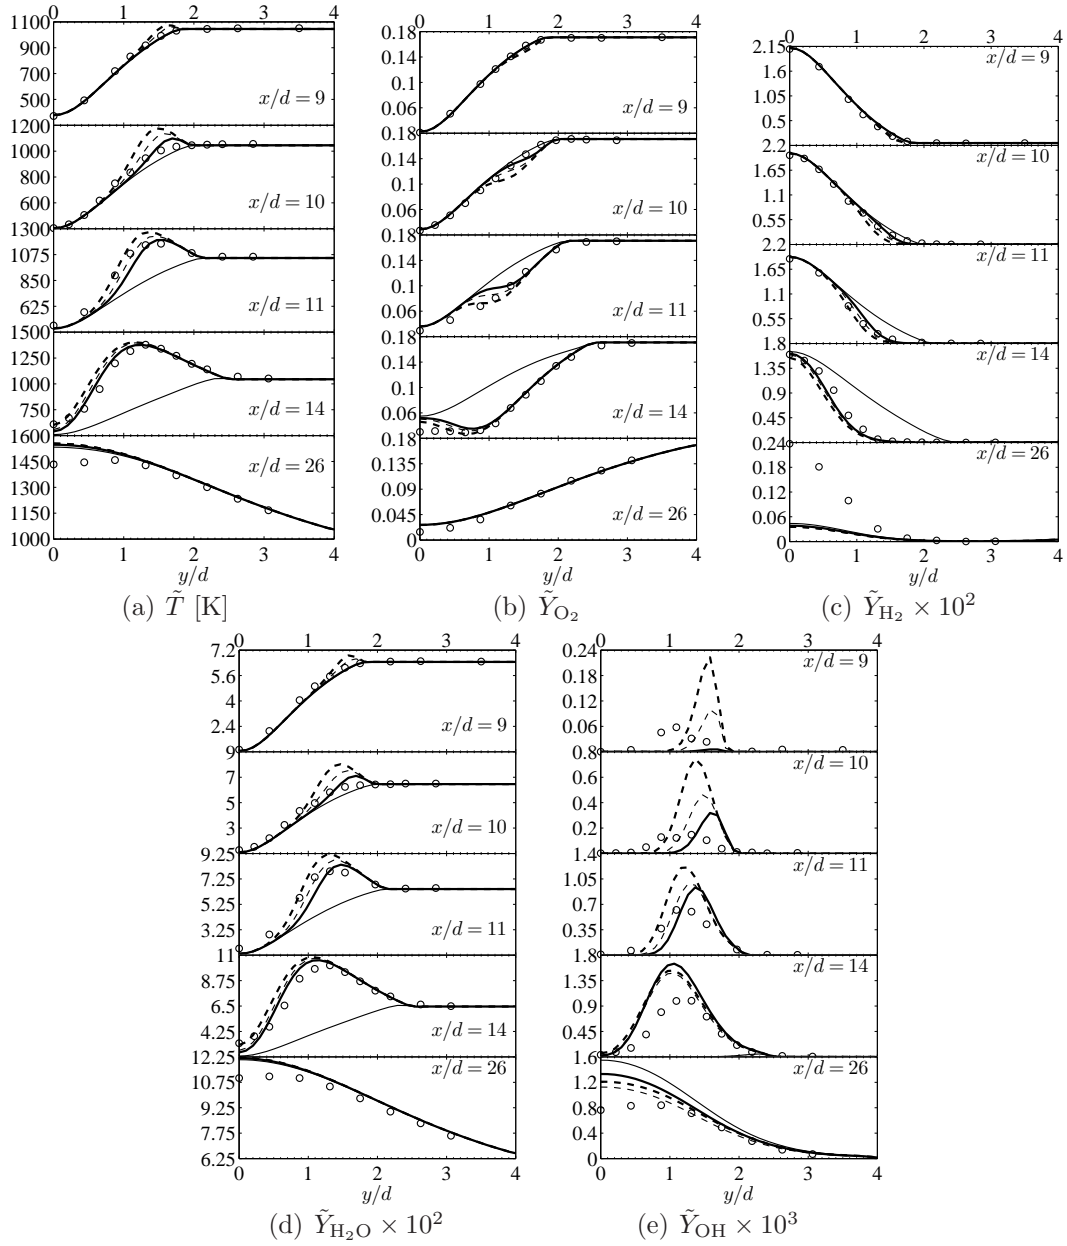 0 1 2 3 4
0 1 2 3 4
0 1 2 3 4
1100
900
700
500
300
x/d = 9
1200
1000
800
600
1300
x/d = 10
1075
850
625
1500
x/d = 11
1250
1000
750
1600
x/d = 14
1450
1300
1150
1000
x/d = 26
0 1 2 3 4
y/d
(a) T̃ [K]
0.18
0.14
0.1
0.06
0.18
x/d = 9
0.14
0.1
0.06
0.18
x/d = 10
0.14
0.1
0.06
0.18
x/d = 11
0.14
0.1
0.06
0.18
x/d = 14
0.135
0.09
0.045
0
x/d = 26
0 1 2 3 4
y/d
(b) Ỹ_O₂
2.15
1.6
1.05
0.5
2.2
x/d = 9
1.65
1.1
0.55
2.2
x/d = 10
1.65
1.1
0.55
1.8
x/d = 11
1.35
0.9
0.45
0.24
x/d = 14
0.18
0.12
0.06
0
x/d = 26
0 1 2 3 4
y/d
(c) Ỹ_H₂ × 10²
0 1 2 3 4
0 1 2 3 4
7.2
5.6
4
2.4
9
x/d = 9
7
5
3
9.25
x/d = 10
7.25
5.25
3.25
11
x/d = 11
8.75
6.5
4.25
12.25
x/d = 14
10.75
9.25
7.75
6.25
x/d = 26
0 1 2 3 4
y/d
(d) Ỹ_H₂O × 10²
0.24
0.18
0.12
0.06
0.8
x/d = 9
0.6
0.4
0.2
1.4
x/d = 10
1.05
0.7
0.35
1.8
x/d = 11
1.35
0.9
0.45
1.6
x/d = 14
1.2
0.8
0.4
0
x/d = 26
0 1 2 3 4
y/d
(e) Ỹ_OH × 10³